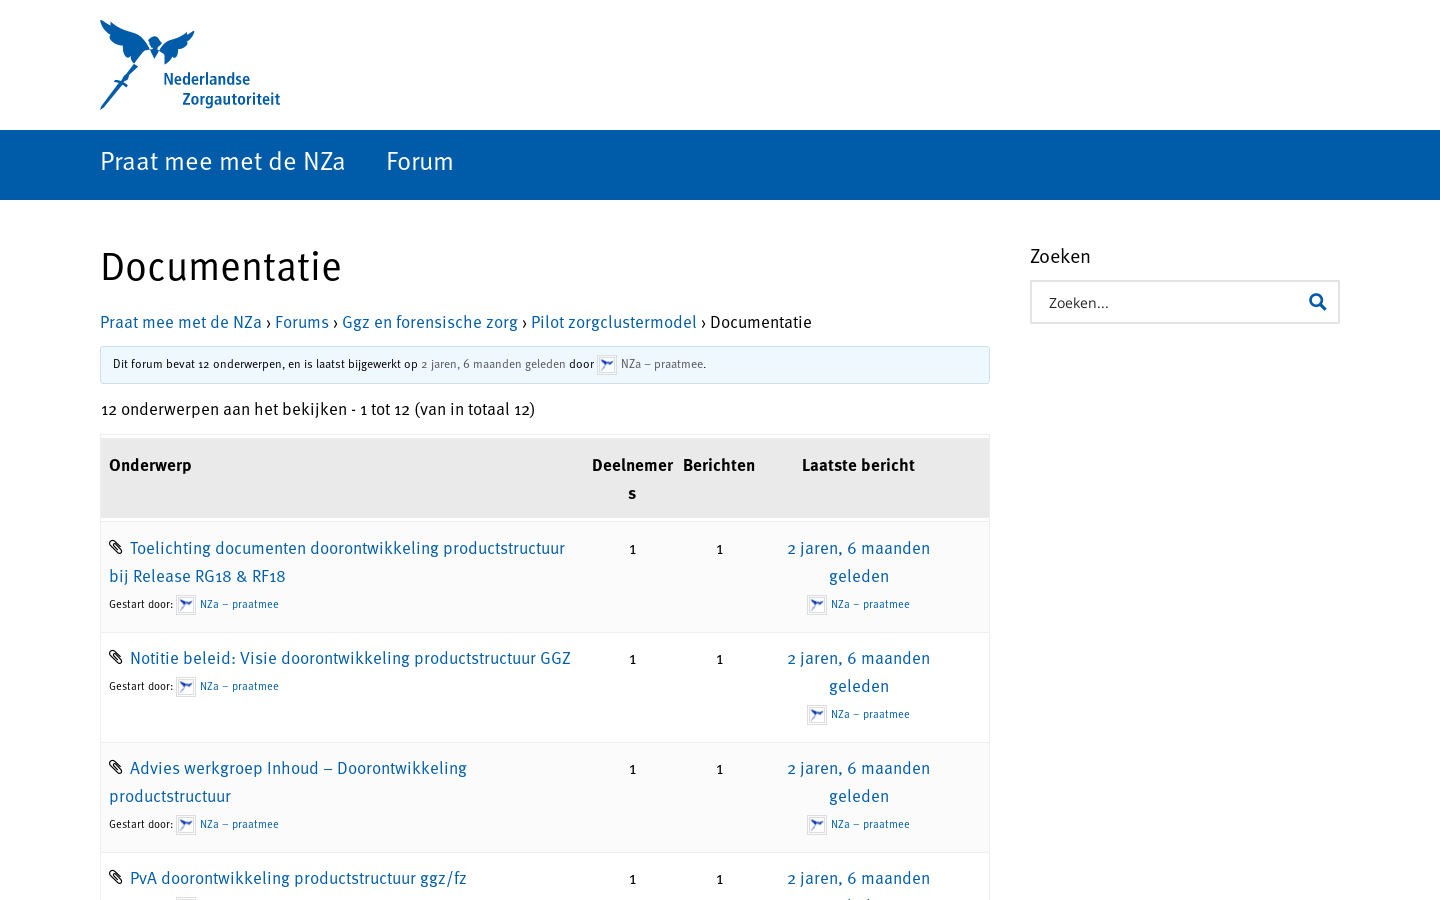 Nederlandse
Zorgautoriteit
Praat mee met de NZa Forum
Documentatie
Praat mee met de NZa › Forums › Ggz en forensische zorg › Pilot zorgclustermodel › Documentatie
Dit forum bevat 12 onderwerpen, en is laatst bijgewerkt op 2 jaren, 6 maanden geleden door NZa – praatmee.
12 onderwerpen aan het bekijken - 1 tot 12 (van in totaal 12)
Onderwerp Deelnemer Berichten Laatste bericht
s
Toelichting documenten doorontwikkeling productstructuur 1 1 2 jaren, 6 maanden
bij Release RG18 & RF18 geleden
Gestart door: NZa – praatmee NZa – praatmee
Notitie beleid: Visie doorontwikkeling productstructuur GGZ 1 1 2 jaren, 6 maanden
Gestart door: NZa – praatmee geleden
NZa – praatmee
Advies werkgroep Inhoud – Doorontwikkeling 1 1 2 jaren, 6 maanden
productstructuur geleden
Gestart door: NZa – praatmee NZa – praatmee
PvA doorontwikkeling productstructuur ggz/fz 1 1 2 jaren, 6 maanden
Zoeken
Zoeken...